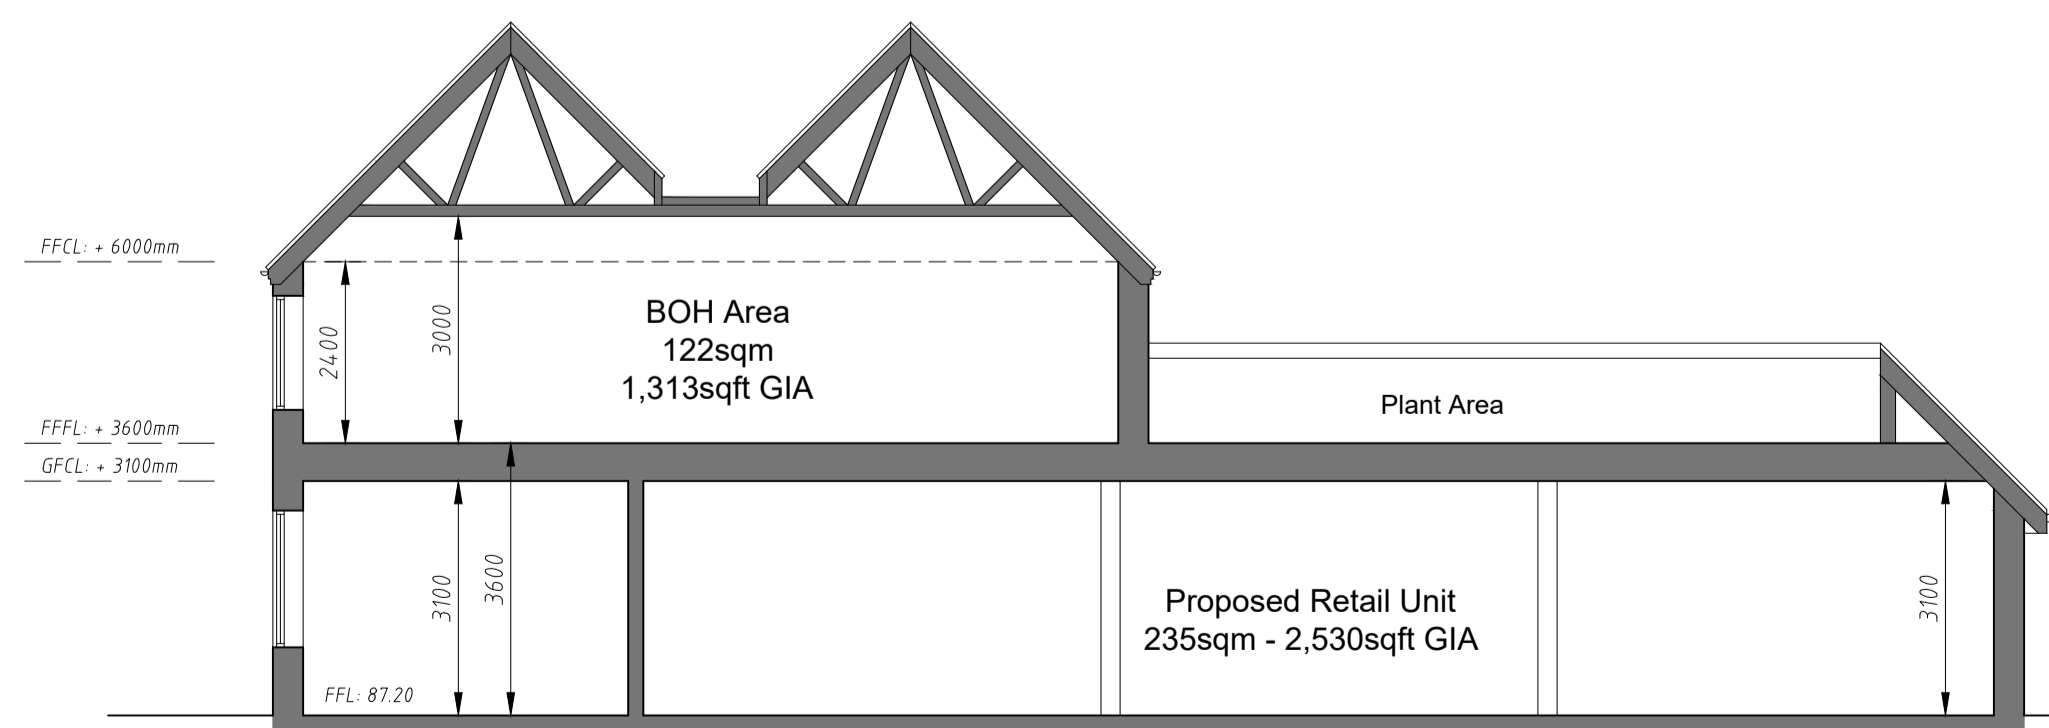 FFCL: + 6000mm
2400
3000
BOH Area
122sqm
1,313sqft GIA
Plant Area
FFFL: + 3600mm
GFCL: + 3100mm
3100
3600
Proposed Retail Unit
235sqm - 2,530sqft GIA
3100
FFL: 87.20